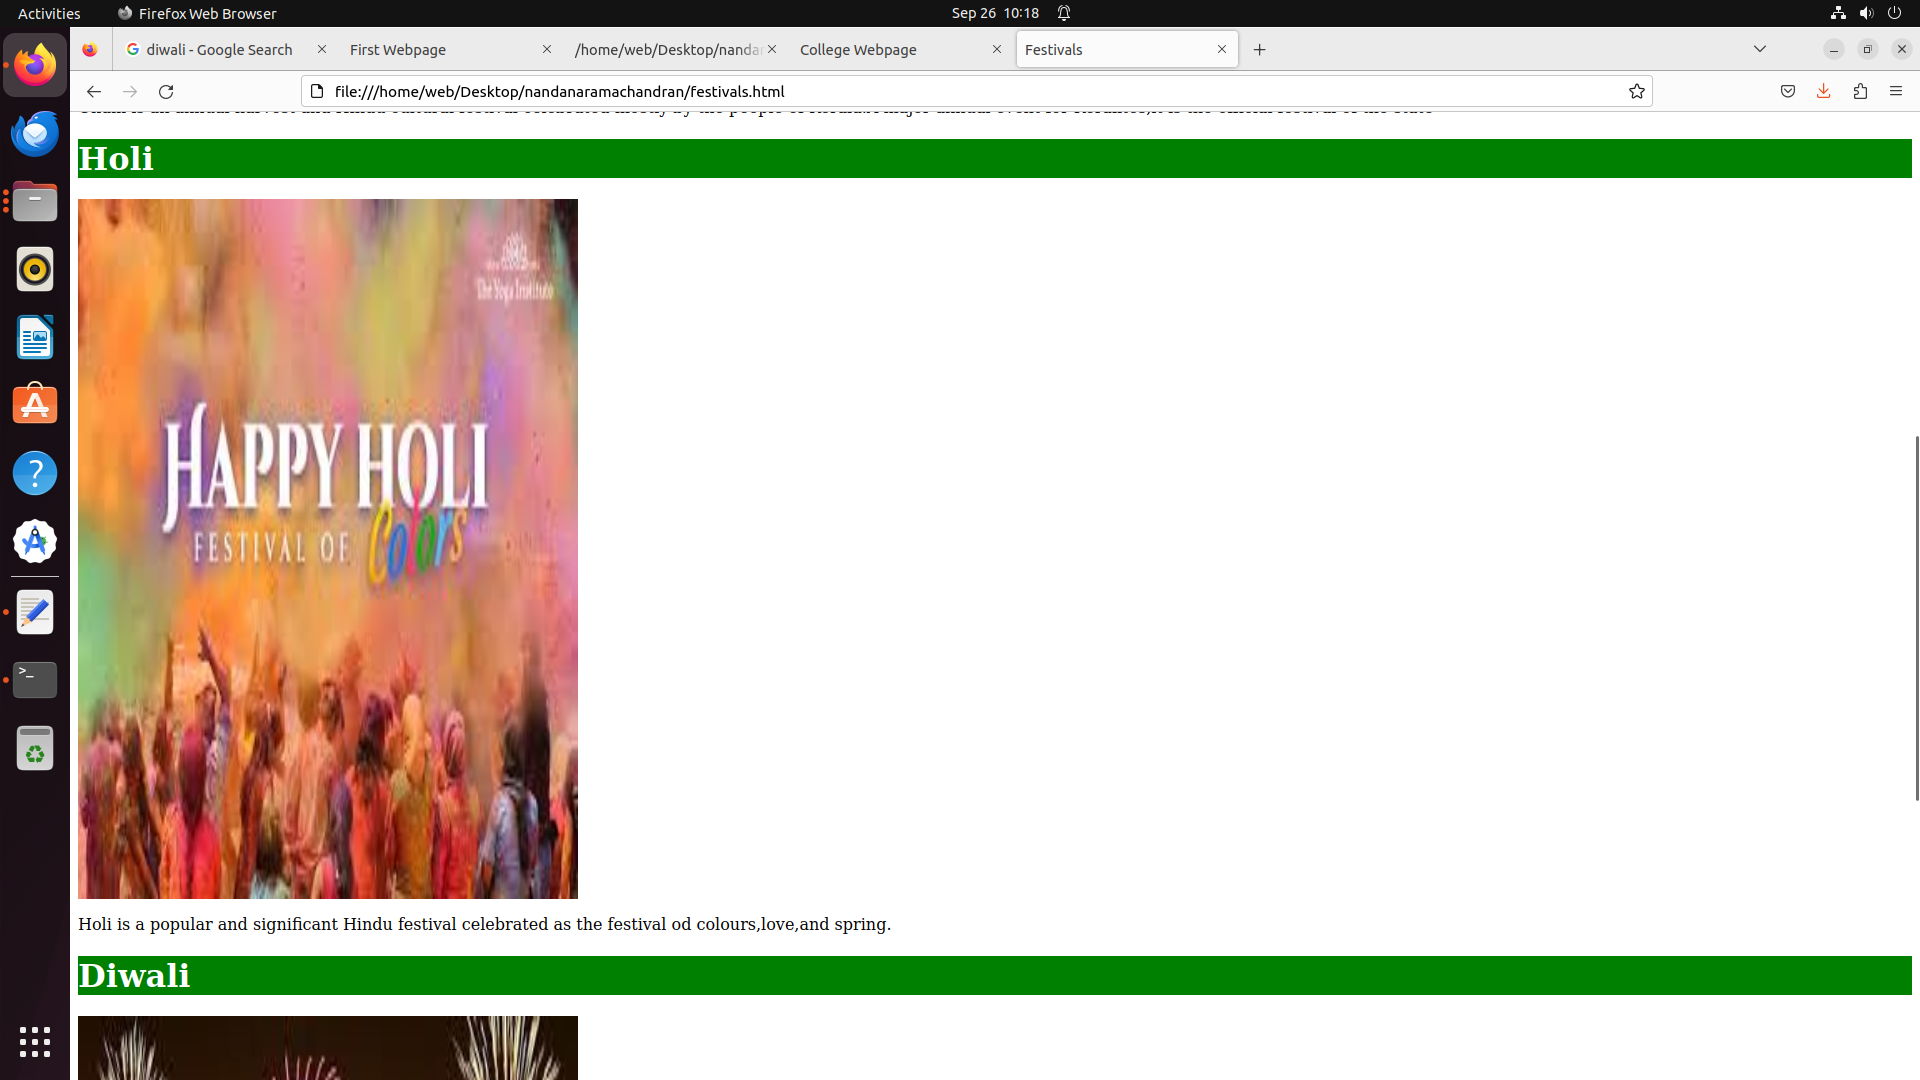 Activities
Firefox Web Browser
Sep 26 10:18
diwali - Google Search
First Webpage
/home/web/Desktop/nanda
College Webpage
Festivals
file:///home/web/Desktop/nandanaramachandran/festivals.html
Holi
The Yoga Institute
HAPPY HOLI
FESTIVAL OF Colors
Holi is a popular and significant Hindu festival celebrated as the festival od colours,love,and spring.
Diwali